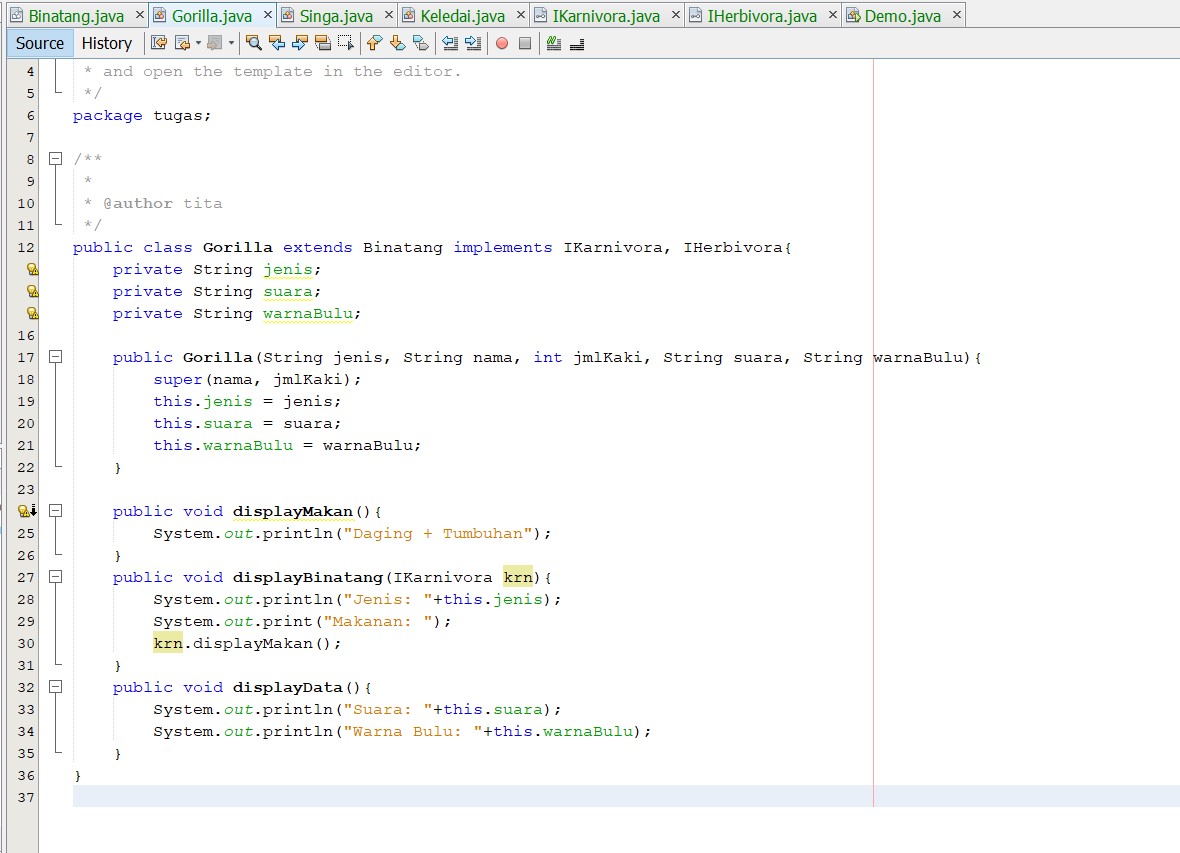 Binatang.java Gorilla.java Singa.java Keledai.java IKarnivora.java IHerbivora.java Demo.java
Source History
4 * and open the template in the editor.
5 */
6 package tugas;
7
8 /**
9 *
10 * @author tita
11 */
12 public class Gorilla extends Binatang implements IKarnivora, IHerbivora{
private String jenis;
private String suara;
private String warnaBulu;
16
17 public Gorilla(String jenis, String nama, int jmlKaki, String suara, String warnaBulu){
18 super(nama, jmlKaki);
19 this.jenis = jenis;
20 this.suara = suara;
21 this.warnaBulu = warnaBulu;
22 }
23
public void displayMakan(){
25 System.out.println("Daging + Tumbuhan");
26 }
27 public void displayBinatang(IKarnivora krn){
28 System.out.println("Jenis: "+this.jenis);
29 System.out.print("Makanan: ");
30 krn.displayMakan();
31 }
32 public void displayData(){
33 System.out.println("Suara: "+this.suara);
34 System.out.println("Warna Bulu: "+this.warnaBulu);
35 }
36 }
37